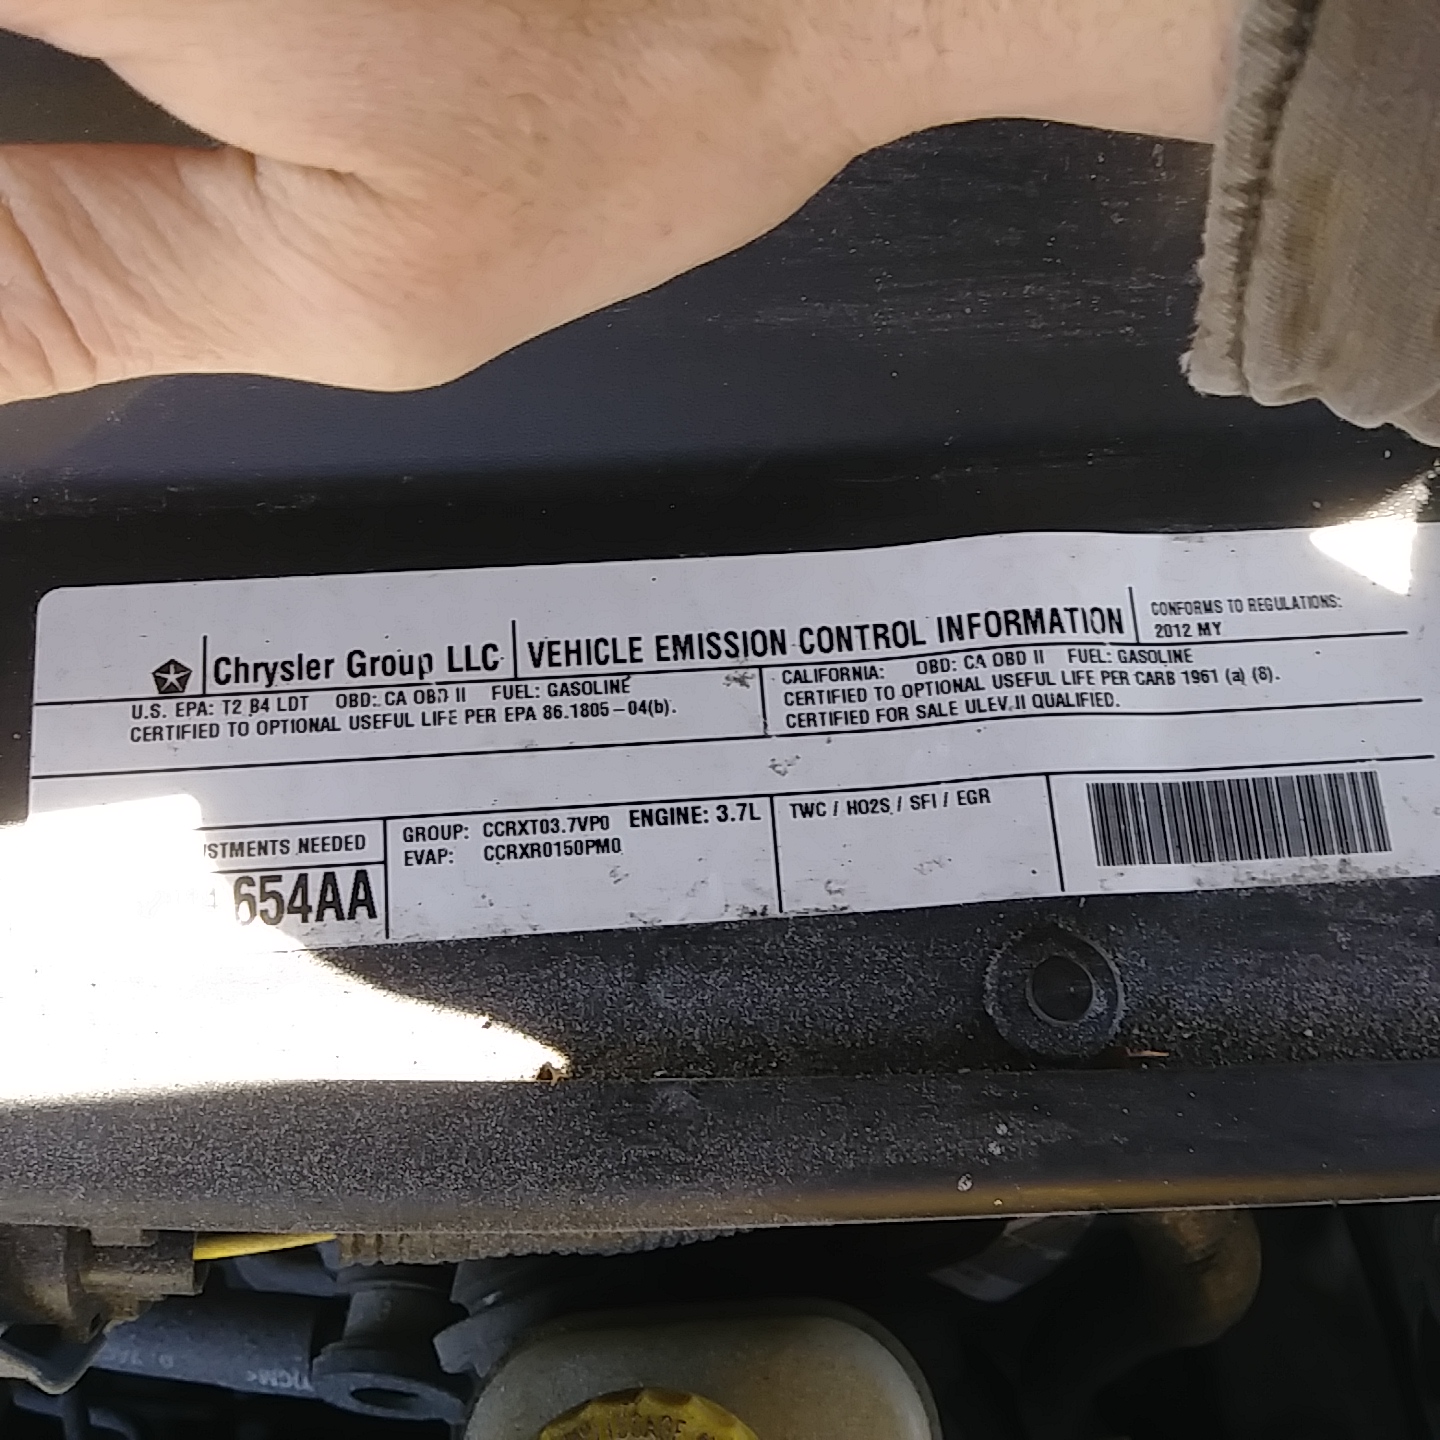 Chrysler Group LLC
VEHICLE EMISSION CONTROL INFORMATION
CONFORMS TO REGULATIONS:
2012 MY
U.S. EPA: T2 B4 LDT OBD: CA OBD II FUEL: GASOLINE
CERTIFIED TO OPTIONAL USEFUL LIFE PER EPA 86.1805-04(b).
CALIFORNIA: OBD: CA OBD II FUEL: GASOLINE
CERTIFIED TO OPTIONAL USEFUL LIFE PER CARB 1961 (a) (8).
CERTIFIED FOR SALE ULEV II QUALIFIED.
STMENTS NEEDED
654AA
GROUP: CCRXT03.7VP0 ENGINE: 3.7L
EVAP: CCRXR0150PM0
TWC / HO2S / SFI / EGR